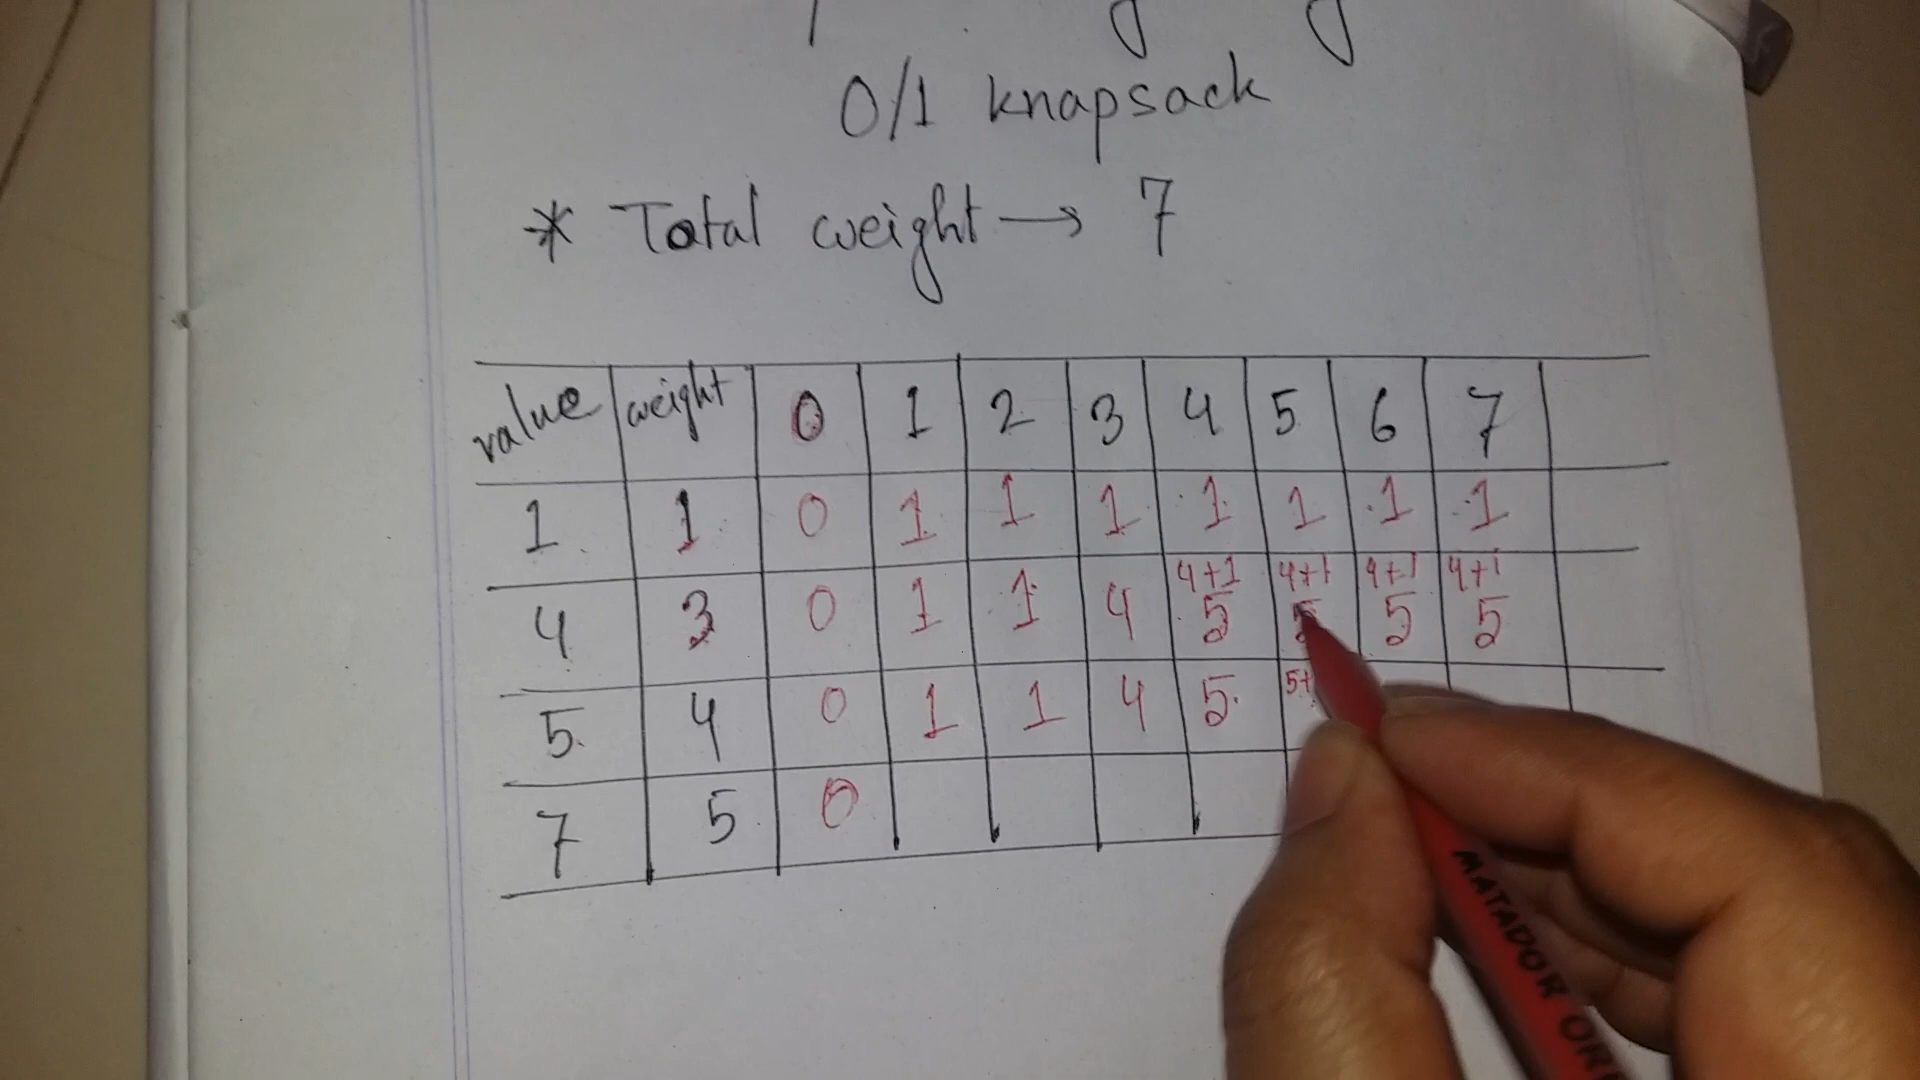 0/1 knapsack
* Total weight → 7
value weight 0 1 2 3 4 5 6 7
1 1 0 1 1 1 1 1 1 1
4+1 4+1 4+1 4+1
4 3 0 1 1 4 5 5 5 5
5+
5 4 0 1 1 4 5
7 5 0
MATADOR